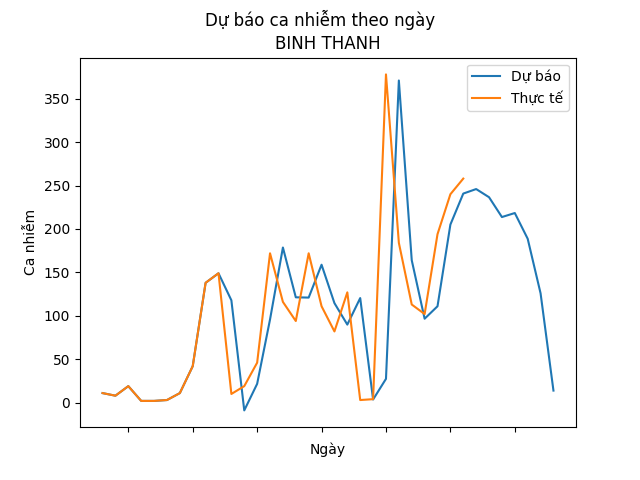 Dự báo ca nhiễm theo ngày
BINH THANH
Dự báo
Thực tế
Ca nhiễm
350
300
250
200
150
100
50
0
Ngày